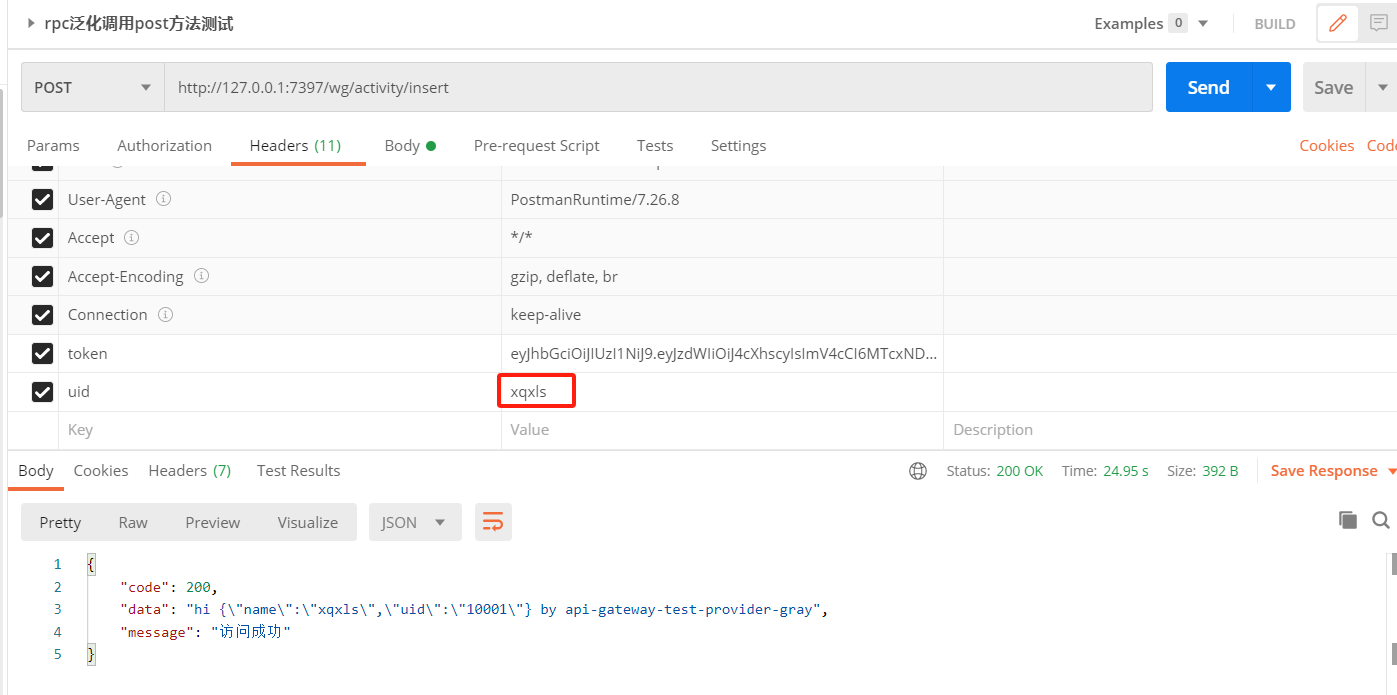 rpc泛化调用post方法测试
Examples 0
BUILD
POST
http://127.0.0.1:7397/wg/activity/insert
Send
Save
Params Authorization Headers (11) Body Pre-request Script Tests Settings
Cookies Code
User-Agent PostmanRuntime/7.26.8
Accept */*
Accept-Encoding gzip, deflate, br
Connection keep-alive
token eyJhbGciOiJIUzI1NiJ9.eyJzdWIiOiJ4cXhscyIsImV4cCI6MTcxND...
uid xqxls
Key Value Description
Body Cookies Headers (7) Test Results
Status: 200 OK Time: 24.95 s Size: 392 B Save Response
Pretty Raw Preview Visualize JSON
1 {
2 "code": 200,
3 "data": "hi {\"name\":\"xqxls\",\"uid\":\"10001\"} by api-gateway-test-provider-gray",
4 "message": "访问成功"
5 }